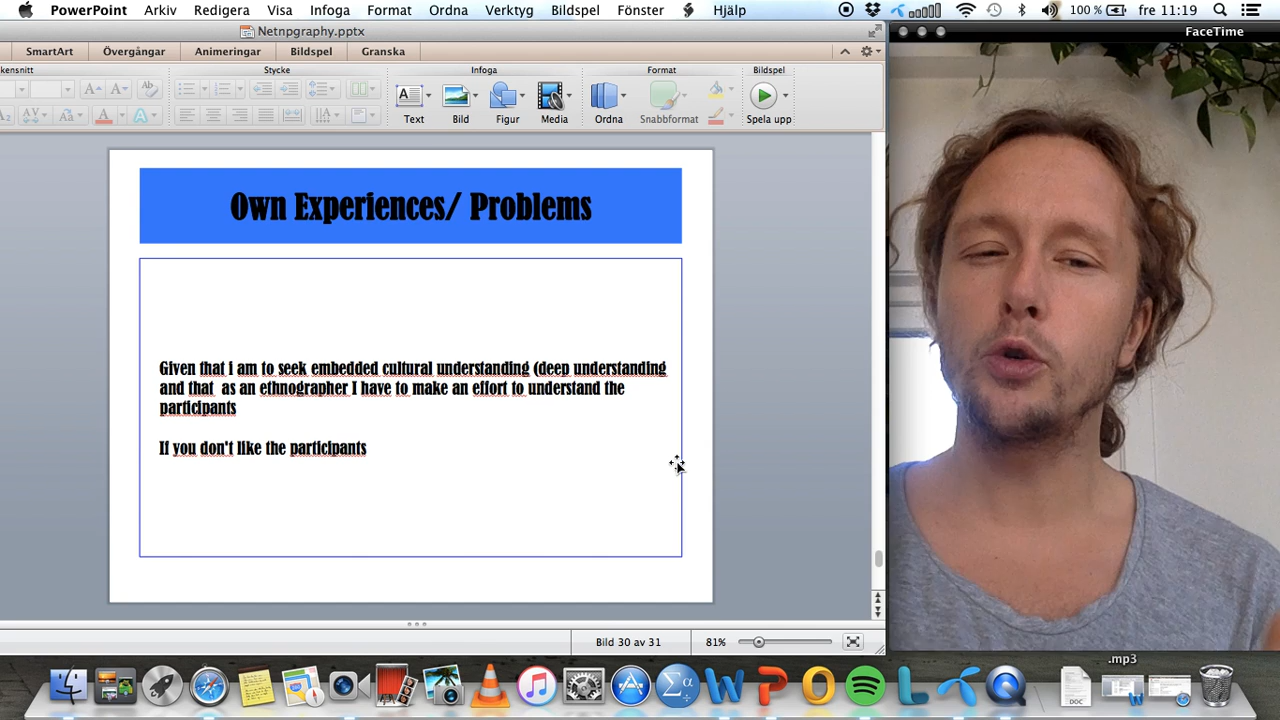 PowerPoint Arkiv Redigera Visa Infoga Format Ordna Verktyg Bildspel Fönster Hjälp 100 % fre 11:19
Netnpgraphy.pptx
FaceTime
SmartArt Övergångar Animeringar Bildspel Granska
kensnitt Stycke Infoga Format Bildspel
Text Bild Figur Media Ordna Snabbformat Spela upp
Own Experiences/ Problems
Given that i am to seek embedded cultural understanding (deep understanding
and that as an ethnographer I have to make an effort to understand the
participants
If you don't like the participants
Bild 30 av 31 81%
.mp3
DOC